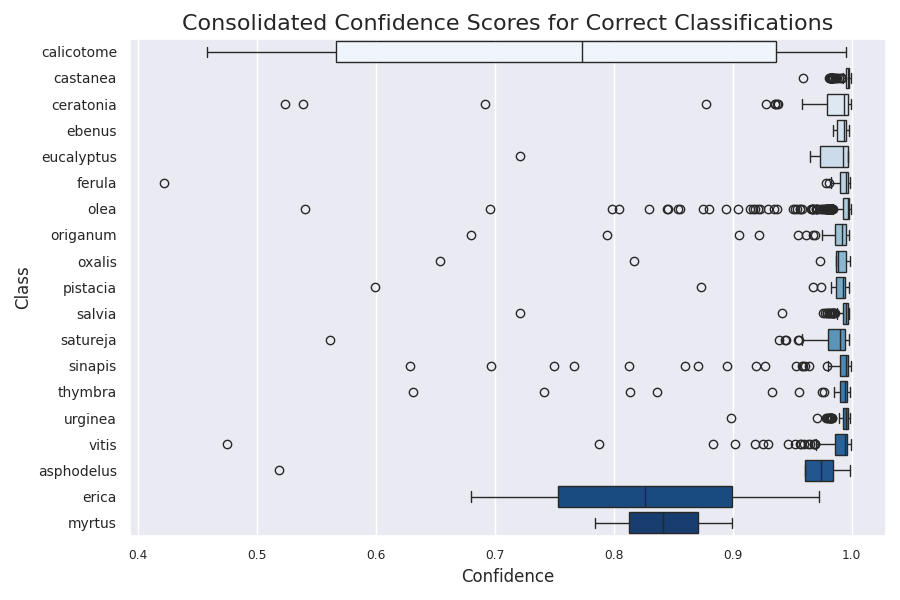 Consolidated Confidence Scores for Correct Classifications
calicotome
castanea
ceratonia
ebenus
eucalyptus
ferula
olea
origanum
oxalis
pistacia
salvia
satureja
sinapis
thymbra
urginea
vitis
asphodelus
erica
myrtus
Class
0.4 0.5 0.6 0.7 0.8 0.9 1.0
Confidence